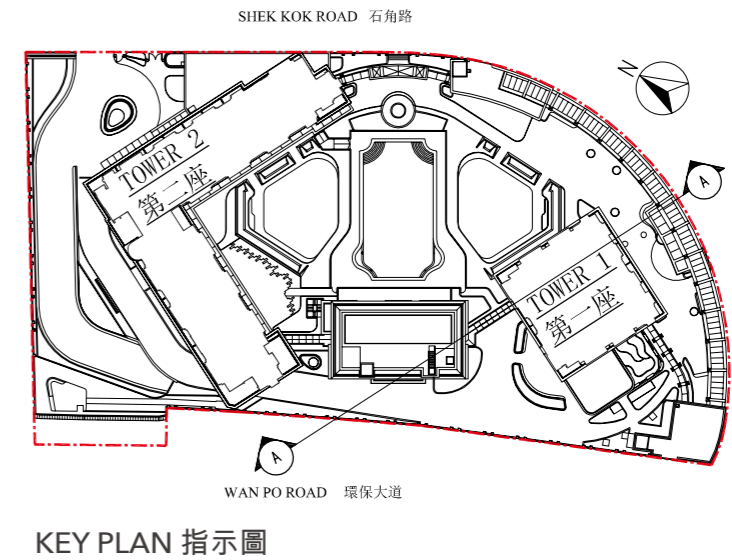 SHEK KOK ROAD 石角路
N
A
TOWER 2
第二座
TOWER 1
第一座
A
WAN PO ROAD 環保大道
KEY PLAN 指示圖